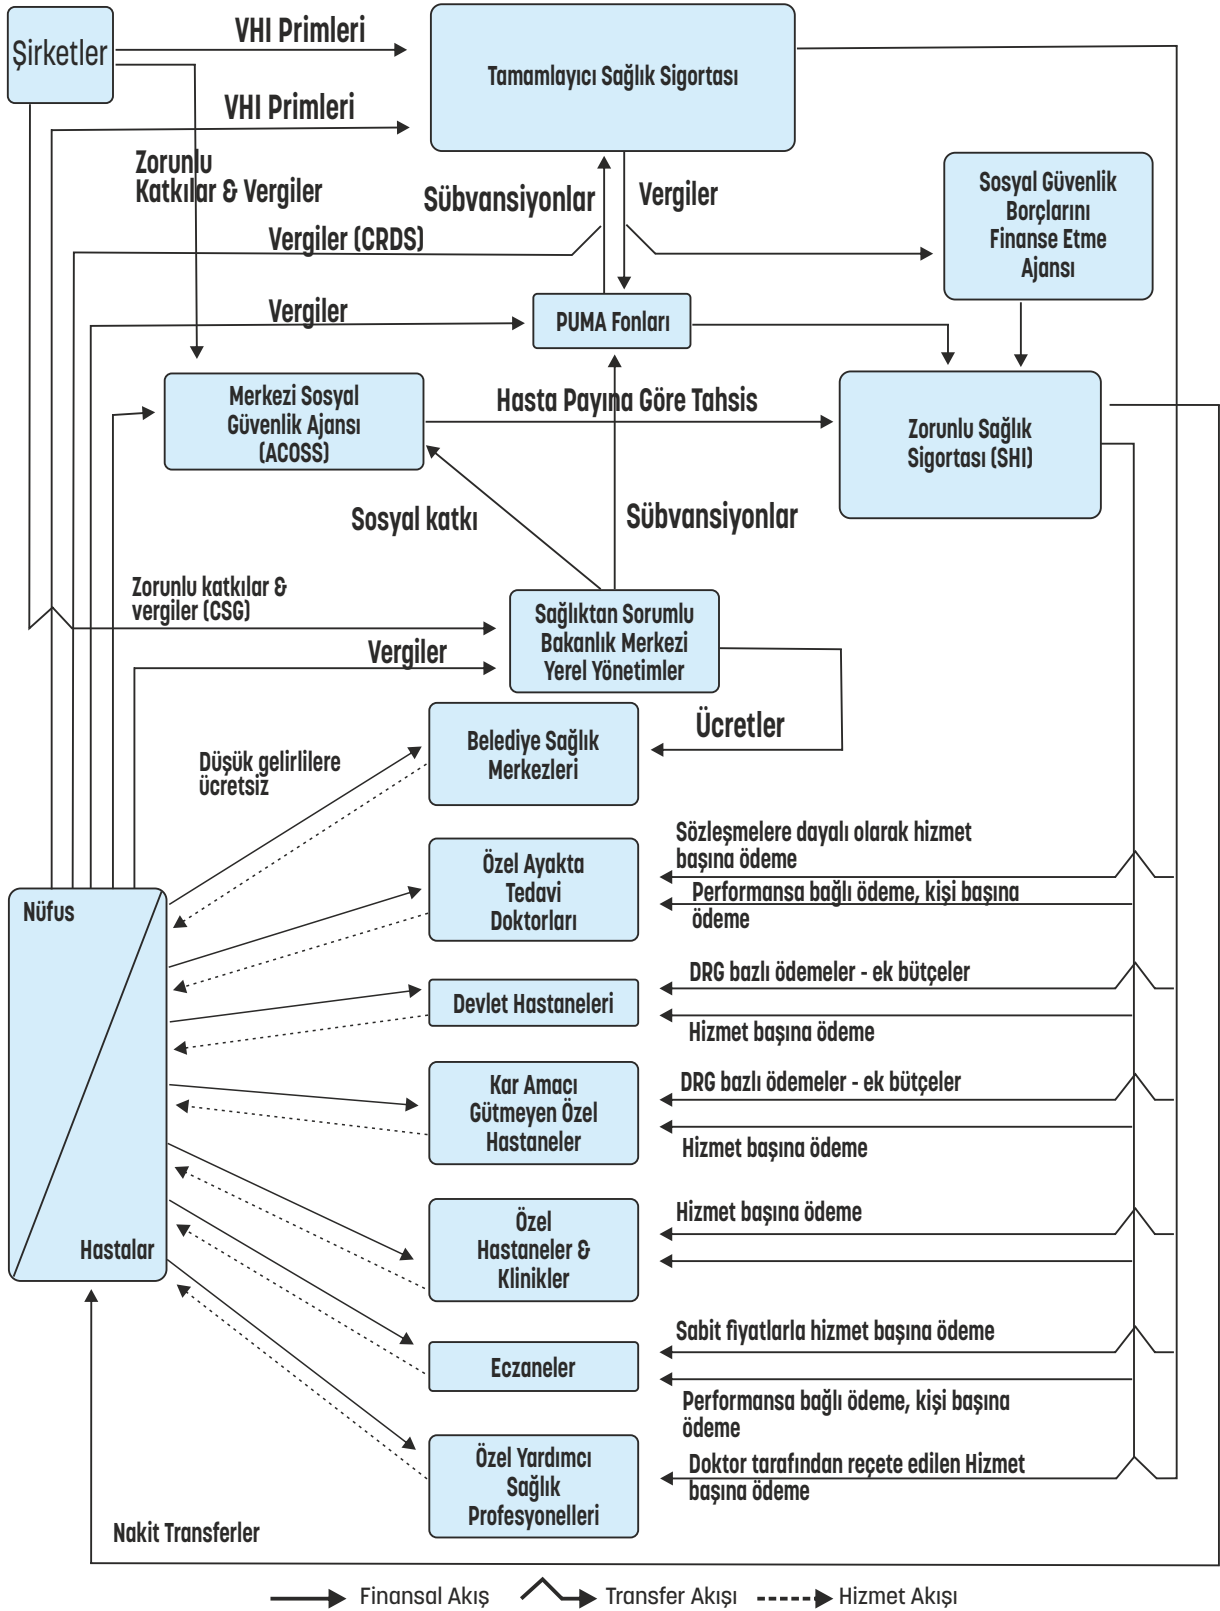 Şirketler
VHI Primleri
Tamamlayıcı Sağlık Sigortası
VHI Primleri
Zorunlu
Katkılar & Vergiler
Sübvansiyonlar
Vergiler
Sosyal Güvenlik
Borçlarını
Finanse Etme
Ajansı
Vergiler (CRDS)
Vergiler
PUMA Fonları
Merkezi Sosyal
Güvenlik Ajansı
(ACOSS)
Hasta Payına Göre Tahsis
Zorunlu Sağlık
Sigortası (SHI)
Sosyal katkı
Sübvansiyonlar
Zorunlu katkılar &
vergiler (CSG)
Sağlıktan Sorumlu
Bakanlık Merkezi
Yerel Yönetimler
Vergiler
Ücretler
Belediye Sağlık
Merkezleri
Düşük gelirlilere
ücretsiz
Sözleşmelere dayalı olarak hizmet
başına ödeme
Özel Ayakta
Tedavi
Doktorları
Performansa bağlı ödeme, kişi başına
ödeme
Nüfus
DRG bazlı ödemeler - ek bütçeler
Devlet Hastaneleri
Hizmet başına ödeme
DRG bazlı ödemeler - ek bütçeler
Kar Amacı
Gütmeyen Özel
Hastaneler
Hizmet başına ödeme
Hizmet başına ödeme
Özel
Hastaneler &
Klinikler
Hastalar
Sabit fiyatlarla hizmet başına ödeme
Eczaneler
Performansa bağlı ödeme, kişi başına
ödeme
Özel Yardımcı
Sağlık
Profesyonelleri
Doktor tarafından reçete edilen Hizmet
başına ödeme
Nakit Transferler
Finansal Akış
Transfer Akışı
Hizmet Akışı